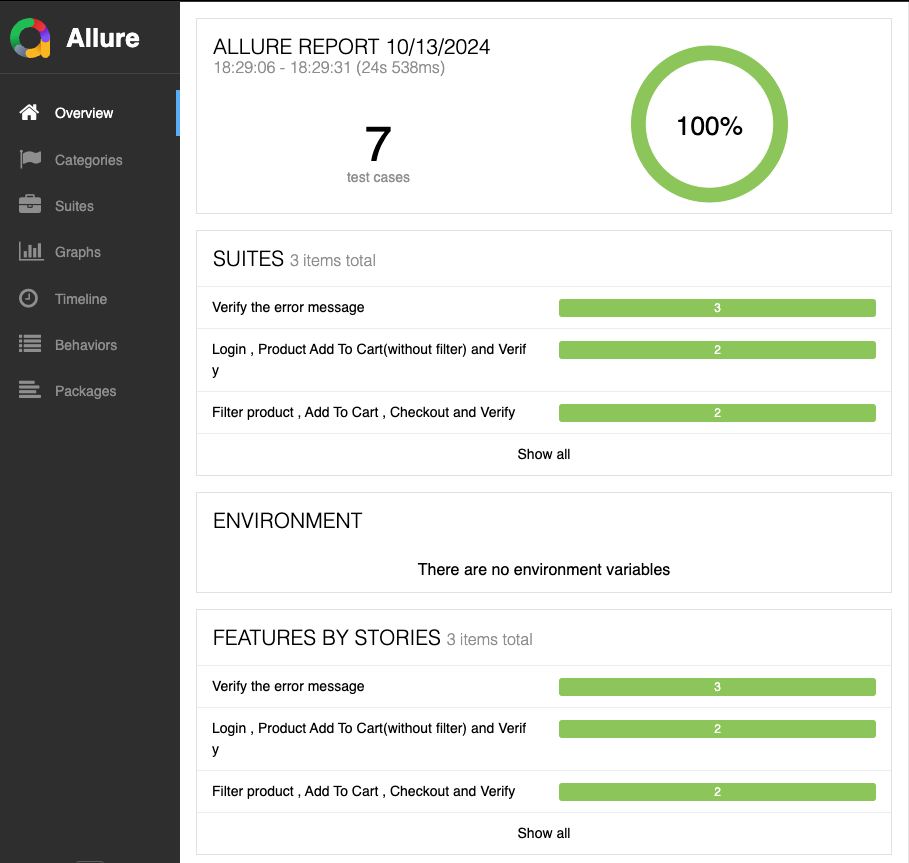 Allure
Overview
Categories
Suites
Graphs
Timeline
Behaviors
Packages
ALLURE REPORT 10/13/2024
18:29:06 - 18:29:31 (24s 538ms)
7
test cases
100%
SUITES 3 items total
Verify the error message 3
Login , Product Add To Cart(without filter) and Verif 2
y
Filter product , Add To Cart , Checkout and Verify 2
Show all
ENVIRONMENT
There are no environment variables
FEATURES BY STORIES 3 items total
Verify the error message 3
Login , Product Add To Cart(without filter) and Verif 2
y
Filter product , Add To Cart , Checkout and Verify 2
Show all